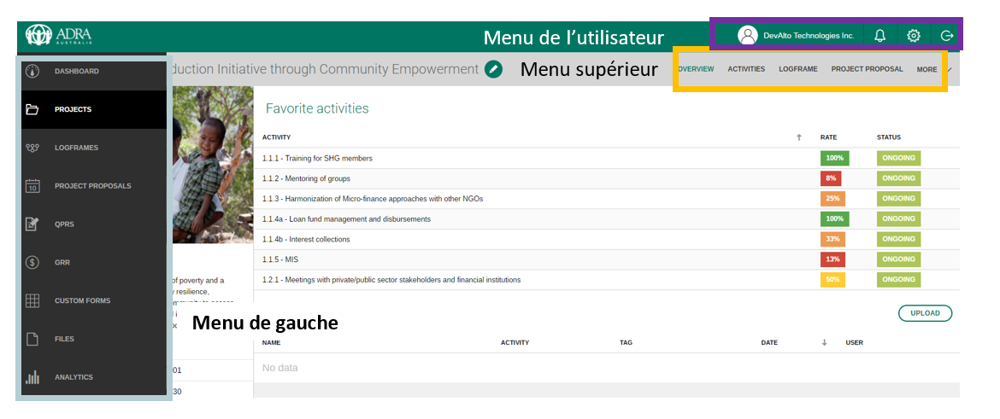 ADRA
AUSTRALIA
Menu de l'utilisateur
DevAlto Technologies Inc.
duction Initiative through Community Empowerment
Menu supérieur
OVERVIEW
ACTIVITIES
LOGFRAME
PROJECT PROPOSAL
MORE
DASHBOARD
PROJECTS
LOGFRAMES
10
PROJECT PROPOSALS
QPRS
$
GRR
CUSTOM FORMS
FILES
ANALYTICS
Favorite activities
ACTIVITY ↑ RATE STATUS
1.1.1 - Training for SHG members 100% ONGOING
1.1.2 - Mentoring of groups 8% ONGOING
1.1.3 - Harmonization of Micro-finance approaches with other NGOs 25% ONGOING
1.1.4a - Loan fund management and disbursements 100% ONGOING
1.1.4b - Interest collections 33% ONGOING
1.1.5 - MIS 13% ONGOING
1.2.1 - Meetings with private/public sector stakeholders and financial institutions 50% ONGOING
of poverty and a
resilience,
Menu de gauche
UPLOAD
NAME ACTIVITY TAG DATE ↓ USER
No data
01
30